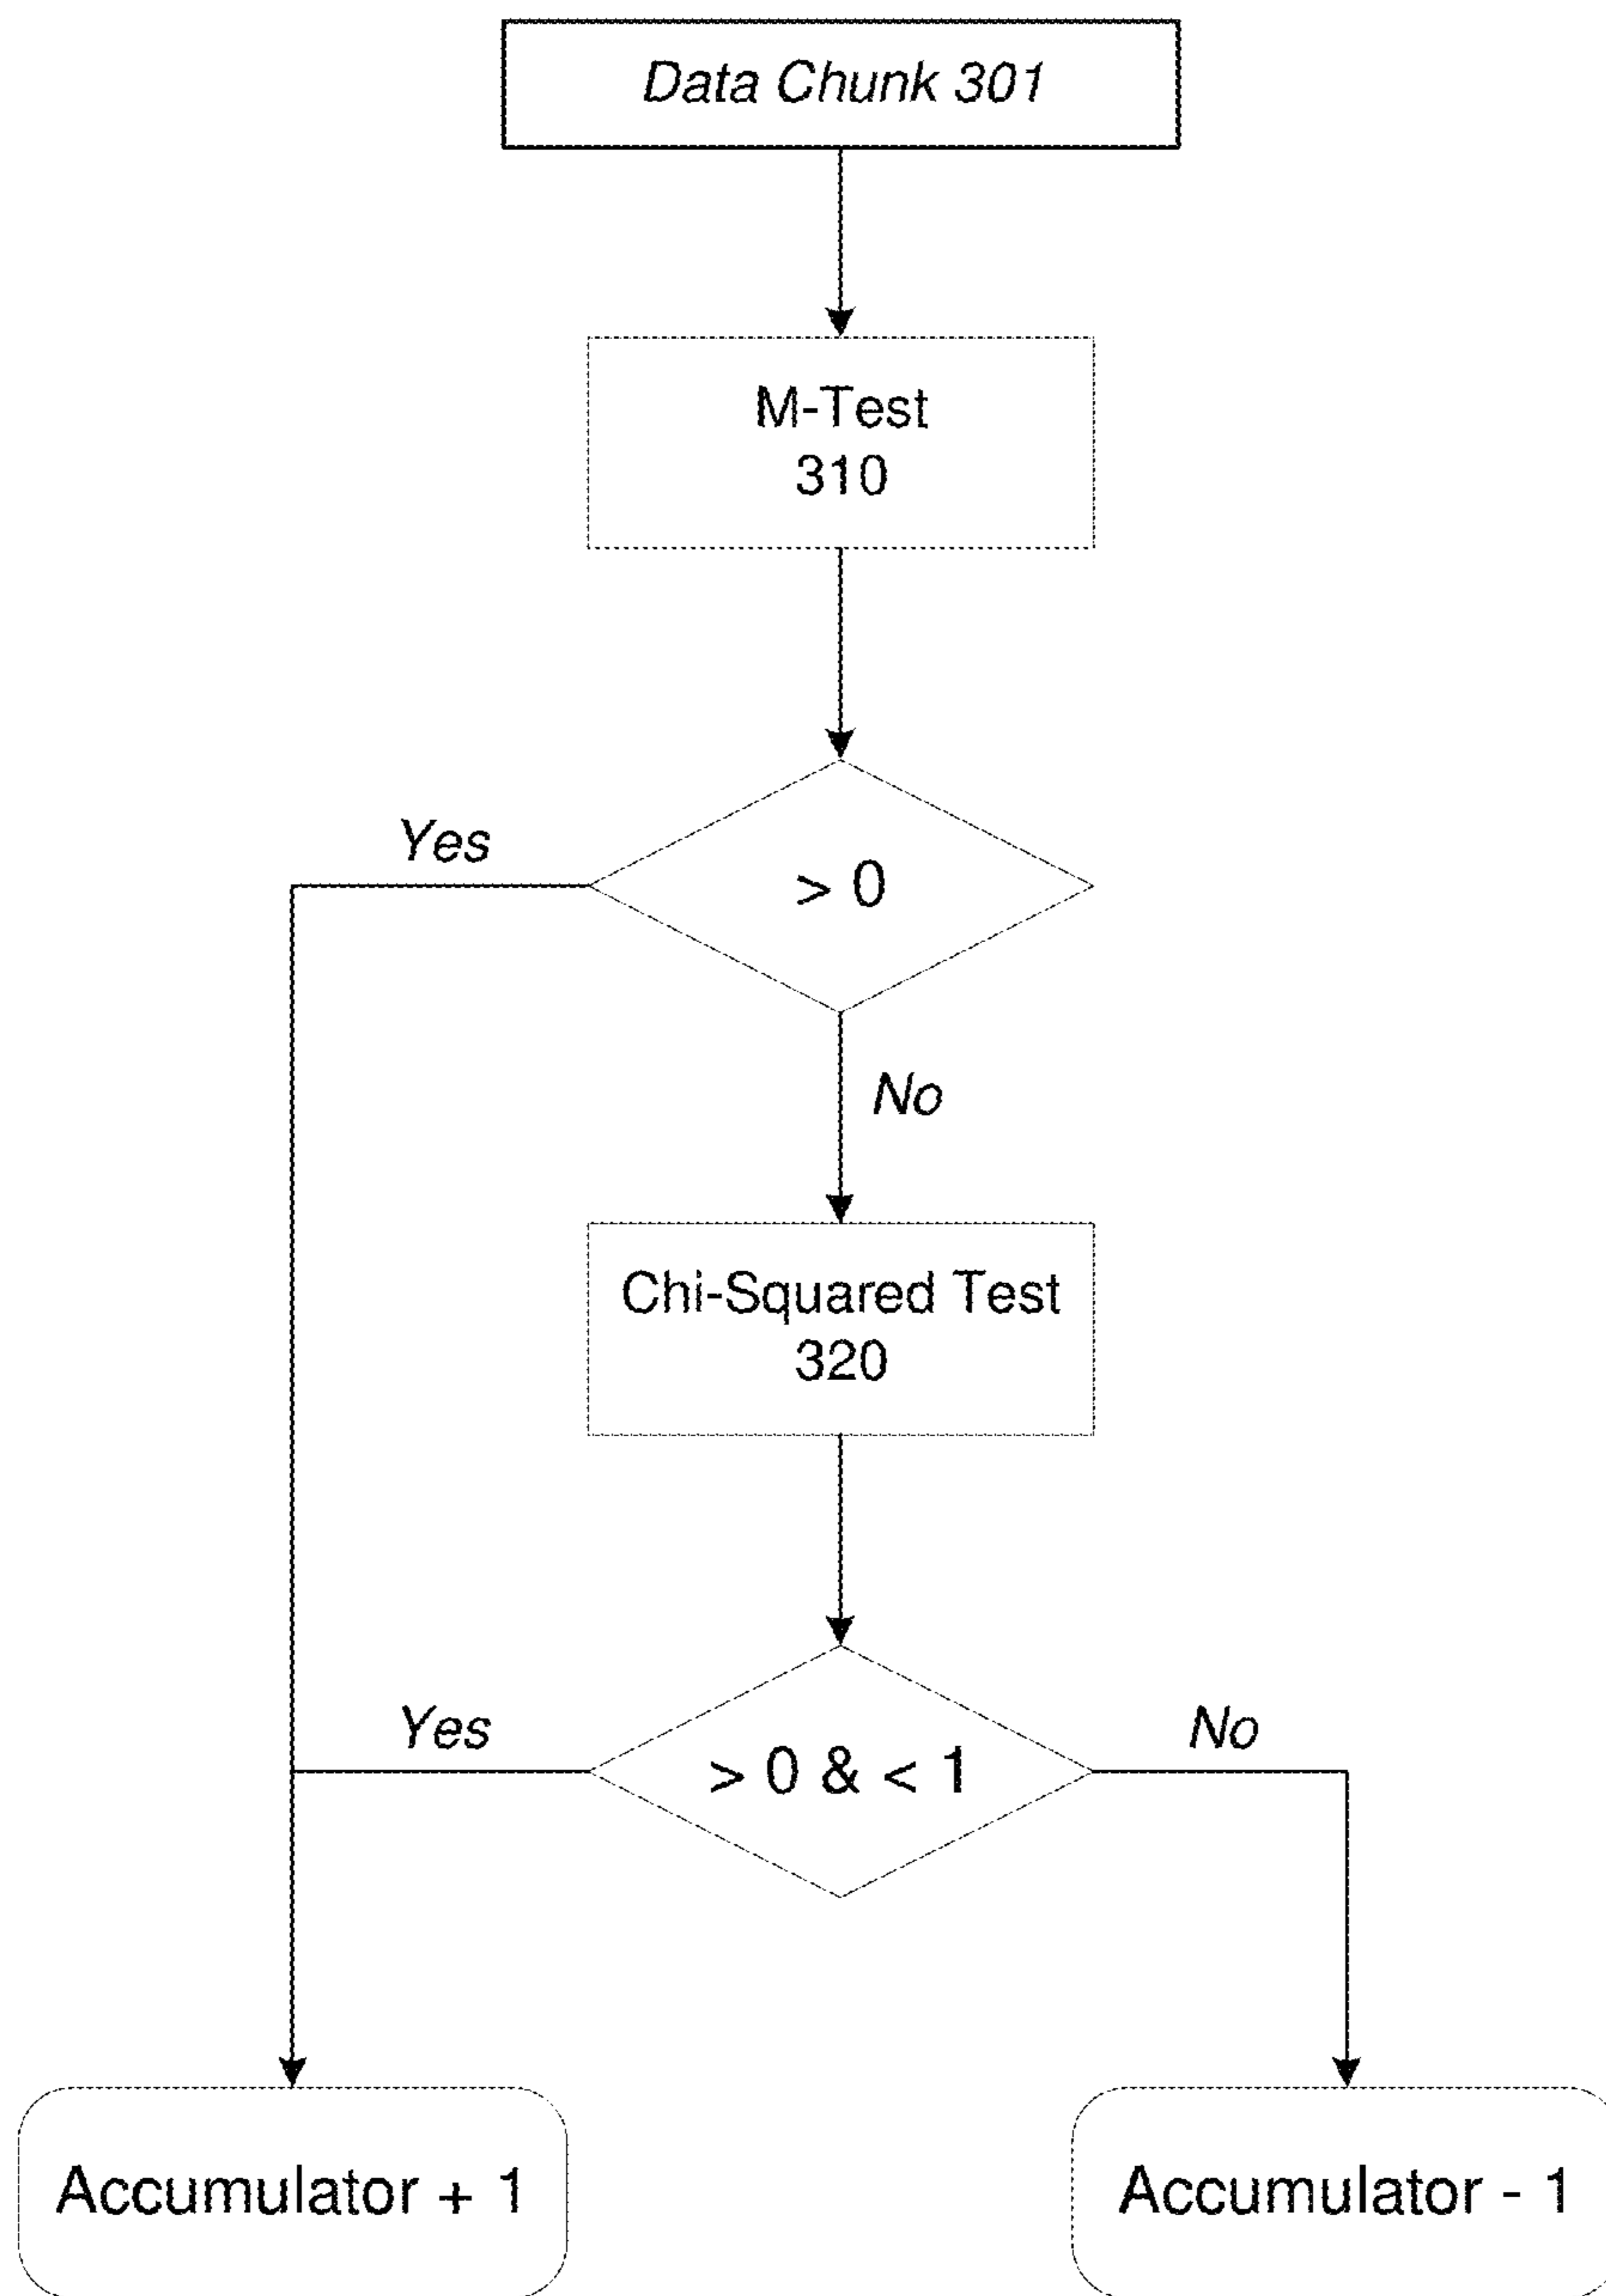 Data Chunk 301
M-Test
310
Yes
> 0
No
Chi-Squared Test
320
Yes
> 0 & < 1
No
Accumulator + 1
Accumulator - 1